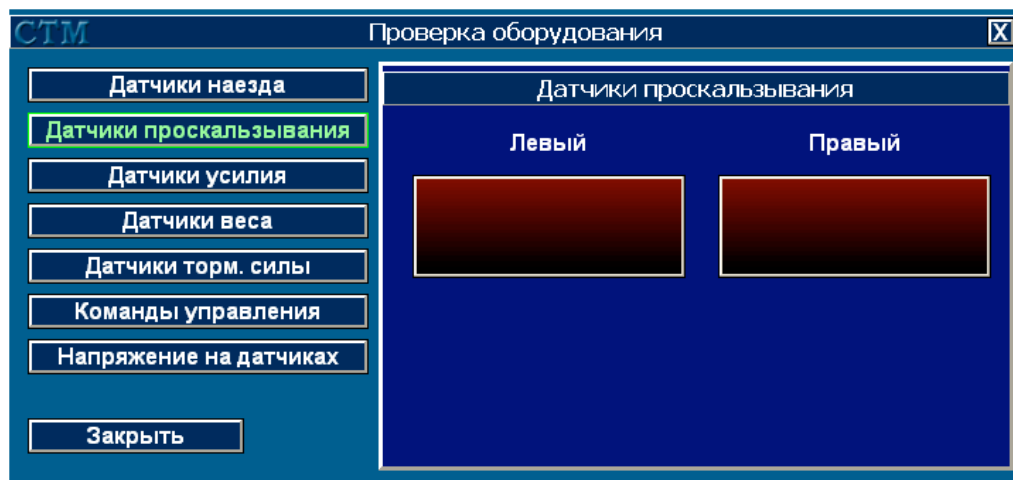 СТМ
Проверка оборудования
X
Датчики наезда
Датчики проскальзывания
Датчики усилия
Датчики веса
Датчики торм. силы
Команды управления
Напряжение на датчиках
Закрыть
Датчики проскальзывания
Левый
Правый